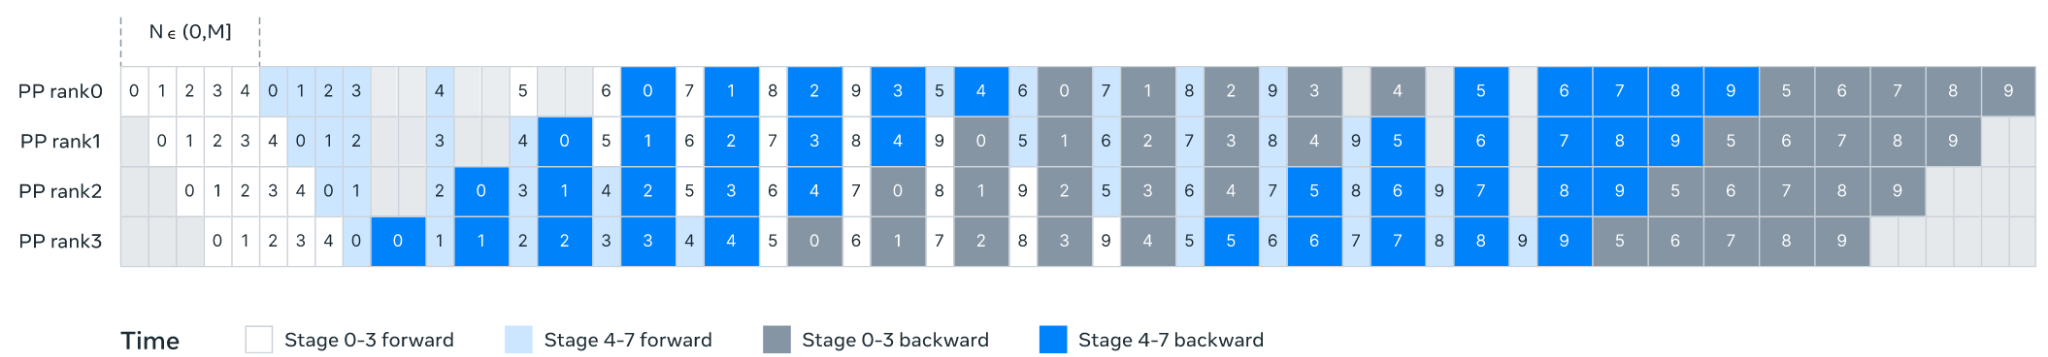 N ϵ (0,M]
PP rank0 0 1 2 3 4 0 1 2 3 4 5 6 0 7 1 8 2 9 3 5 4 6 0 7 1 8 2 9 3 4 5 6 7 8 9 5 6 7 8 9
PP rank1 0 1 2 3 4 0 1 2 3 4 0 5 1 6 2 7 3 8 4 9 0 5 1 6 2 7 3 8 4 9 5 6 7 8 9 5 6 7 8 9
PP rank2 0 1 2 3 4 0 1 2 0 3 1 4 2 5 3 6 4 7 0 8 1 9 2 5 3 6 4 7 5 8 6 9 7 8 9 5 6 7 8 9
PP rank3 0 1 2 3 4 0 0 1 1 2 2 3 3 4 4 5 0 6 1 7 2 8 3 9 4 5 5 6 6 7 7 8 8 9 9 5 6 7 8 9
Time Stage 0-3 forward Stage 4-7 forward Stage 0-3 backward Stage 4-7 backward